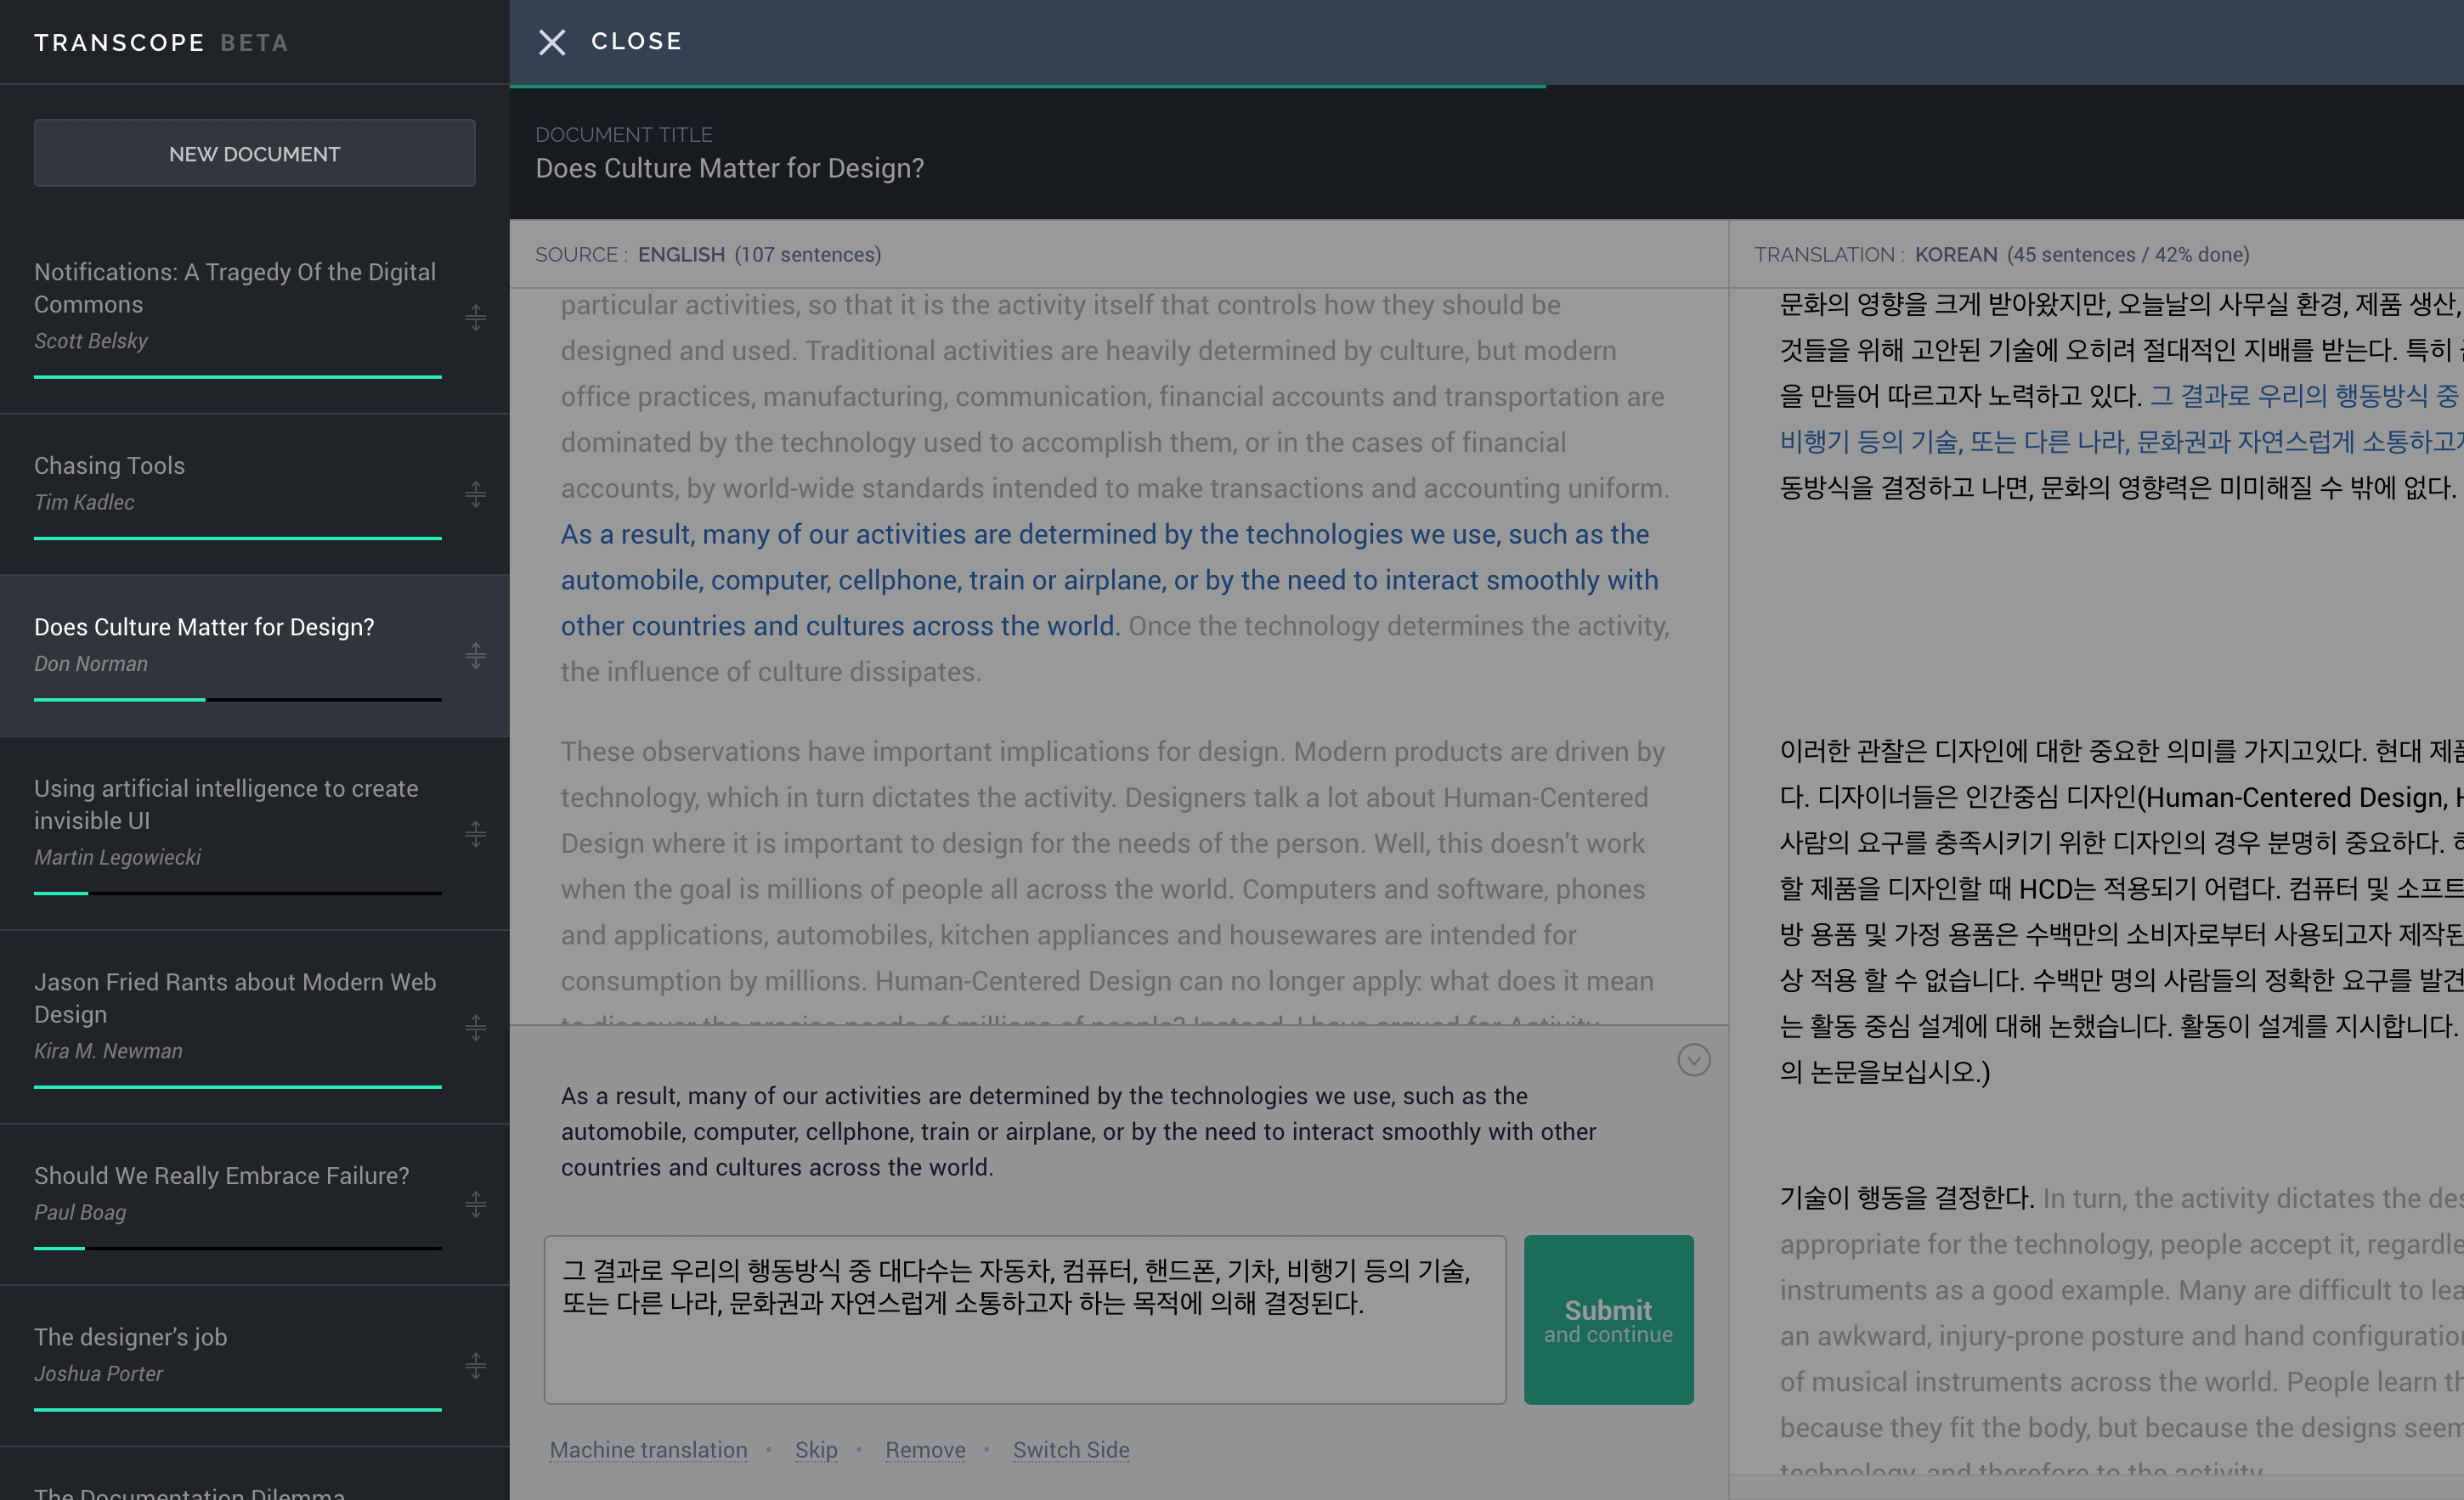 TRANSCOPE BETA
NEW DOCUMENT
Notifications: A Tragedy Of the Digital
Commons
Scott Belsky
Chasing Tools
Tim Kadlec
Does Culture Matter for Design?
Don Norman
Using artificial intelligence to create
invisible UI
Martin Legowiecki
Jason Fried Rants about Modern Web
Design
Kira M. Newman
Should We Really Embrace Failure?
Paul Boag
The designer’s job
Joshua Porter
The Documentation Dilemma
CLOSE
DOCUMENT TITLE
Does Culture Matter for Design?
SOURCE : ENGLISH (107 sentences)
particular activities, so that it is the activity itself that controls how they should be
designed and used. Traditional activities are heavily determined by culture, but modern
office practices, manufacturing, communication, financial accounts and transportation are
dominated by the technology used to accomplish them, or in the cases of financial
accounts, by world-wide standards intended to make transactions and accounting uniform.
As a result, many of our activities are determined by the technologies we use, such as the
automobile, computer, cellphone, train or airplane, or by the need to interact smoothly with
other countries and cultures across the world. Once the technology determines the activity,
the influence of culture dissipates.
These observations have important implications for design. Modern products are driven by
technology, which in turn dictates the activity. Designers talk a lot about Human-Centered
Design where it is important to design for the needs of the person. Well, this doesn't work
when the goal is millions of people all across the world. Computers and software, phones
and applications, automobiles, kitchen appliances and housewares are intended for
consumption by millions. Human-Centered Design can no longer apply: what does it mean
to discover the precise needs of millions of people? Instead, I have argued for Activity
As a result, many of our activities are determined by the technologies we use, such as the
automobile, computer, cellphone, train or airplane, or by the need to interact smoothly with other
countries and cultures across the world.
그 결과로 우리의 행동방식 중 대다수는 자동차, 컴퓨터, 핸드폰, 기차, 비행기 등의 기술,
또는 다른 나라, 문화권과 자연스럽게 소통하고자 하는 목적에 의해 결정된다.
Submit
and continue
Machine translation • Skip • Remove • Switch Side
TRANSLATION : KOREAN (45 sentences / 42% done)
문화의 영향을 크게 받아왔지만, 오늘날의 사무실 환경, 제품 생산,
것들을 위해 고안된 기술에 오히려 절대적인 지배를 받는다. 특히
을 만들어 따르고자 노력하고 있다. 그 결과로 우리의 행동방식 중
비행기 등의 기술, 또는 다른 나라, 문화권과 자연스럽게 소통하고자
동방식을 결정하고 나면, 문화의 영향력은 미미해질 수 밖에 없다.
이러한 관찰은 디자인에 대한 중요한 의미를 가지고있다. 현대 제품
다. 디자이너들은 인간중심 디자인(Human-Centered Design, H
사람의 요구를 충족시키기 위한 디자인의 경우 분명히 중요하다.
할 제품을 디자인할 때 HCD는 적용되기 어렵다. 컴퓨터 및 소프트
방 용품 및 가정 용품은 수백만의 소비자로부터 사용되고자 제작된
상 적용 할 수 없습니다. 수백만 명의 사람들의 정확한 요구를 발견
는 활동 중심 설계에 대해 논했습니다. 활동이 설계를 지시합니다.
의 논문을보십시오.)
기술이 행동을 결정한다. In turn, the activity dictates the des
appropriate for the technology, people accept it, regardle
instruments as a good example. Many are difficult to lea
an awkward, injury-prone posture and hand configuration
of musical instruments across the world. People learn th
because they fit the body, but because the designs seem
technology, and therefore to the activity.